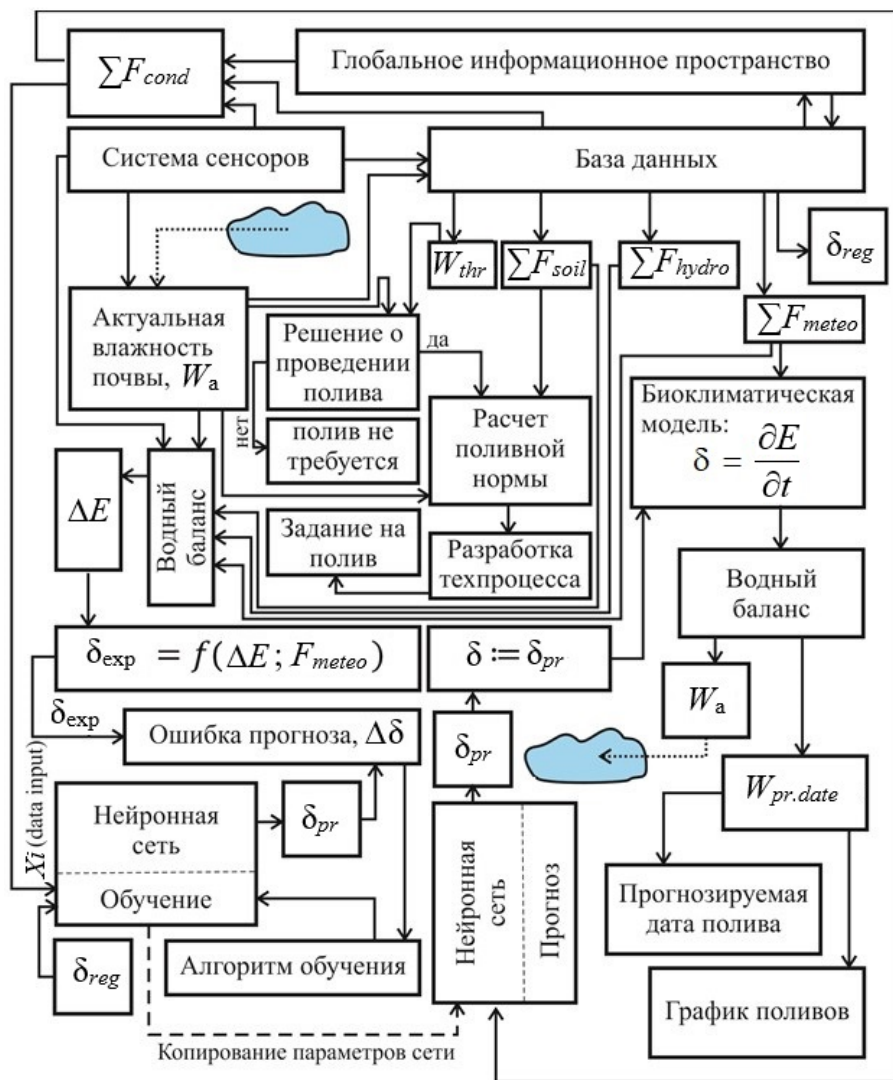 ∑F_cond
Глобальное информационное пространство
Система сенсоров
База данных
W_thr
∑F_soil
∑F_hydro
δ_reg
∑F_meteo
Актуальная
влажность
почвы, W_a
Решение о
проведении
полива
да
нет
полив не
требуется
Расчет
поливной
нормы
Биоклиматическая
модель:
δ = ∂E/∂t
ΔE
Водный
баланс
Задание на
полив
Разработка
техпроцесса
Водный
баланс
δ_exp = f(ΔE; F_meteo)
δ := δ_pr
W_a
δ_exp
Ошибка прогноза, Δδ
δ_pr
W_pr.date
Xi (data input)
Нейронная
сеть
Обучение
δ_pr
Нейронная
сеть
Прогноз
Прогнозируемая
дата полива
δ_reg
Алгоритм обучения
График поливов
Копирование параметров сети